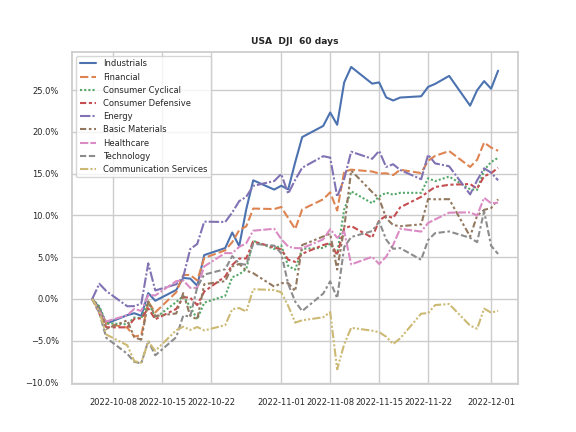 USA DJI 60 days
Industrials
Financial
Consumer Cyclical
Consumer Defensive
Energy
Basic Materials
Healthcare
Technology
Communication Services
25.0%
20.0%
15.0%
10.0%
5.0%
0.0%
−5.0%
−10.0%
2022-10-08 2022-10-15 2022-10-22 2022-11-01 2022-11-08 2022-11-15 2022-11-22 2022-12-01